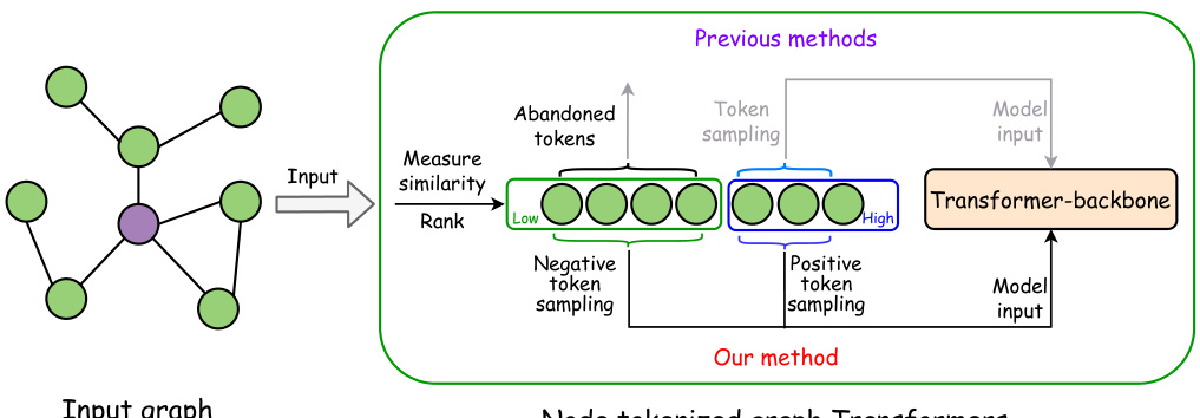 Previous methods
Abandoned
tokens
Token
sampling
Model
input
Input
Measure
similarity
Rank
Low
High
Transformer-backbone
Negative
token
sampling
Positive
token
sampling
Model
input
Our method
Input graph
Node tokenized graph Transformers